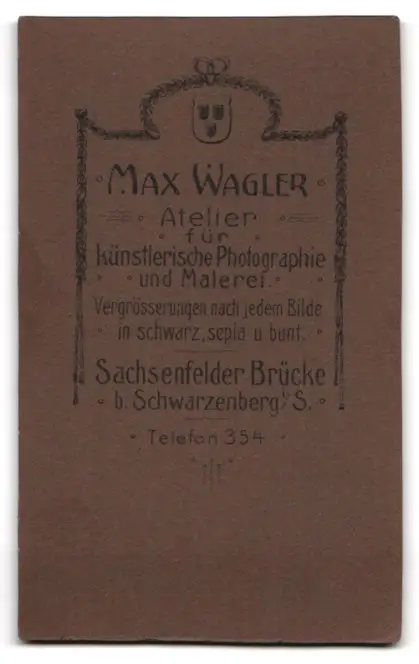 MAX WAGLER
Atelier
für
künstlerische Photographie
und Malerei.
Vergrösserungen nach jedem Bilde
in schwarz, sepia u bunt.
Sachsenfelder Brücke
b. Schwarzenberg i/S.
Telefon 354